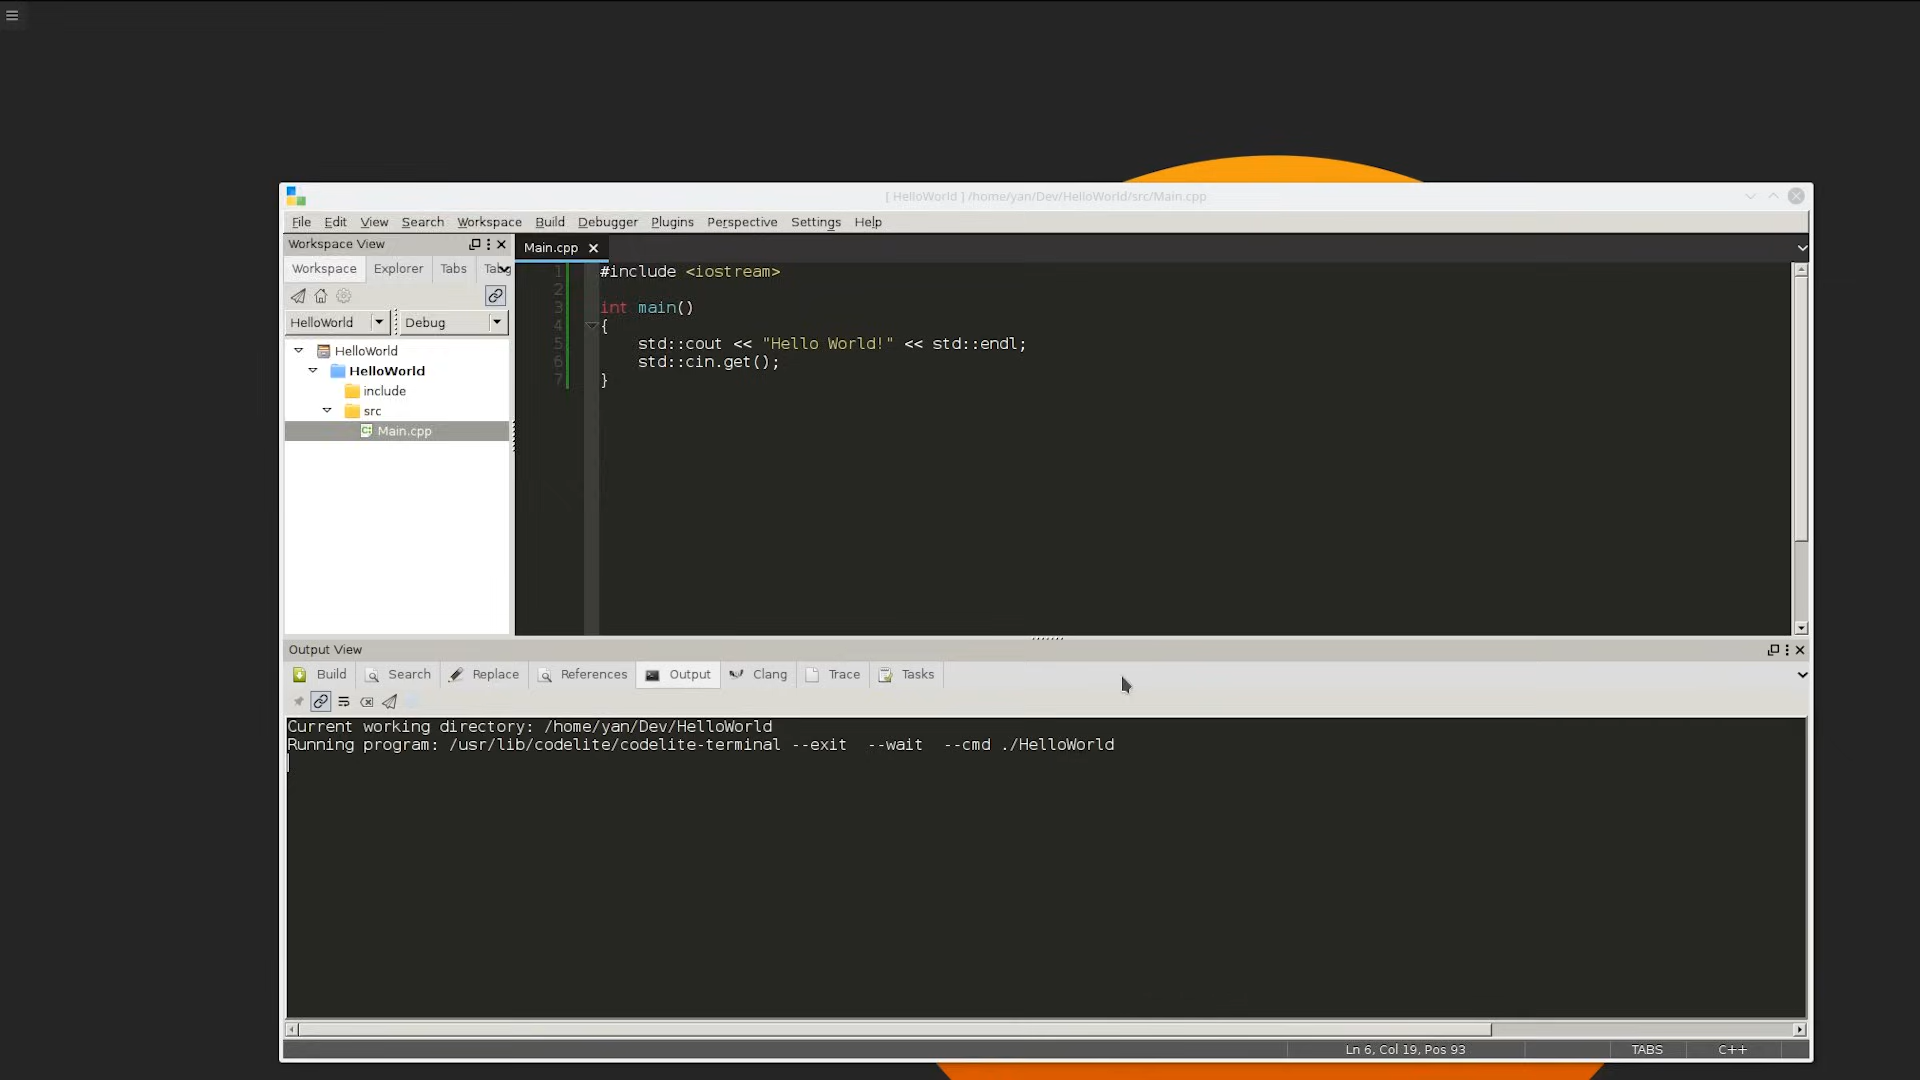 [ HelloWorld ] /home/yan/Dev/HelloWorld/src/Main.cpp
File Edit View Search Workspace Build Debugger Plugins Perspective Settings Help
Workspace View
Main.cpp
Workspace Explorer Tabs
HelloWorld Debug
HelloWorld
HelloWorld
include
src
Main.cpp
1 #include <iostream>
2
3 int main()
4 {
5 std::cout << "Hello World!" << std::endl;
6 std::cin.get();
7 }
Output View
Build Search Replace References Output Clang Trace Tasks
Current working directory: /home/yan/Dev/HelloWorld
Running program: /usr/lib/codelite/codelite-terminal --exit  --wait  --cmd ./HelloWorld
Ln 6, Col 19, Pos 93 TABS C++